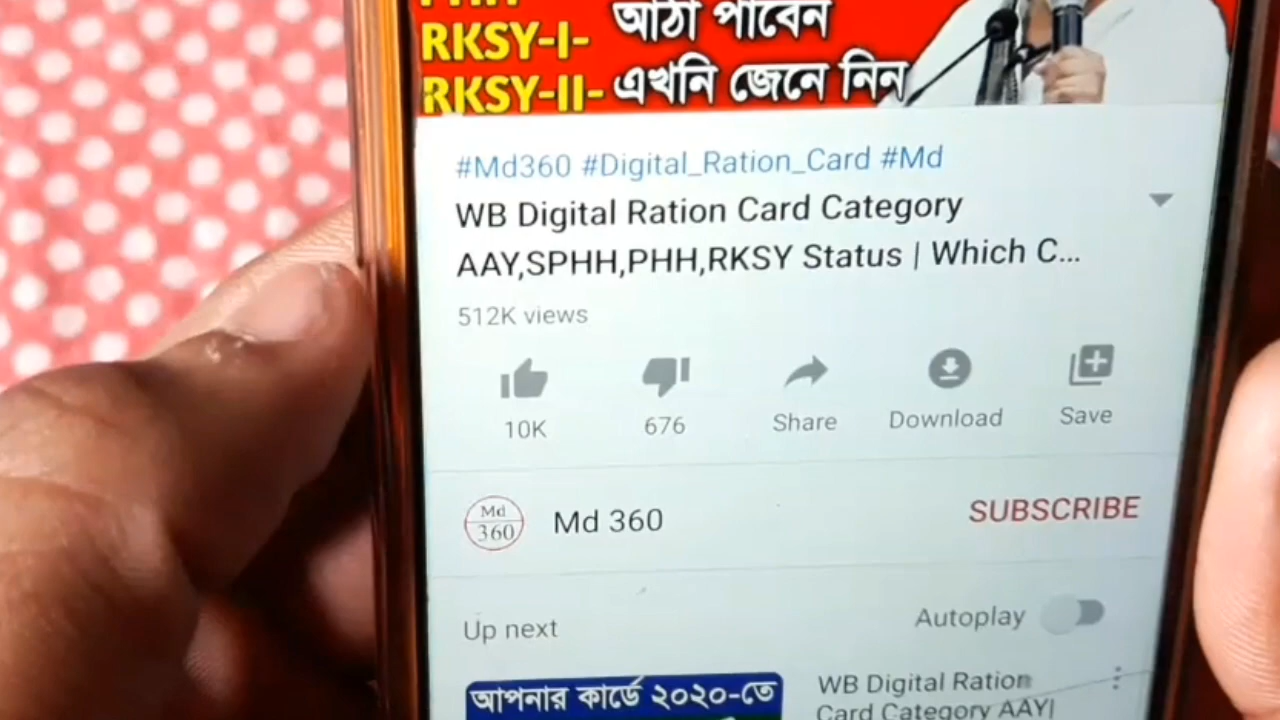 RKSY-I- আঠা পাবেন
RKSY-II- এখনি জেনে নিন
#Md360 #Digital_Ration_Card #Md
WB Digital Ration Card Category
AAY,SPHH,PHH,RKSY Status | Which C...
512K views
10K 676 Share Download Save
Md
360
Md 360 SUBSCRIBE
Up next Autoplay
আপনার কার্ডে ২০২০-তে
WB Digital Ration
Card Category AAY|